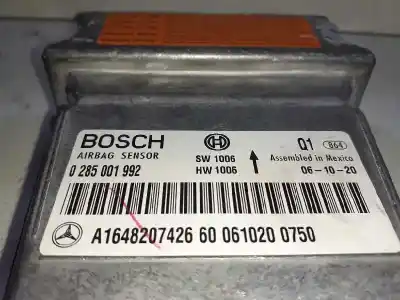 BOSCH
AIRBAG SENSOR
0 285 001 992
SW 1006
HW 1006
Q1 864
Assembled in Mexico
06-10-20
A1648207426 60 061020 0750